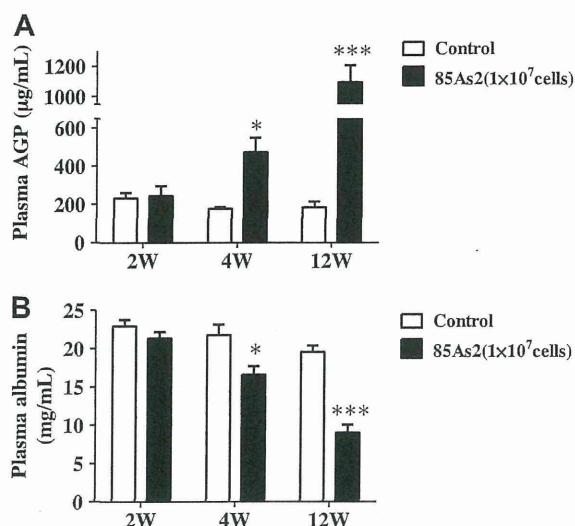 A
Plasma AGP (μg/mL)
1200
1000
600
400
200
0
*
***
2W
4W
12W
Control
85As2(1×10⁷cells)
B
Plasma albumin
(mg/mL)
25
20
15
10
5
0
*
***
2W
4W
12W
Control
85As2(1×10⁷cells)